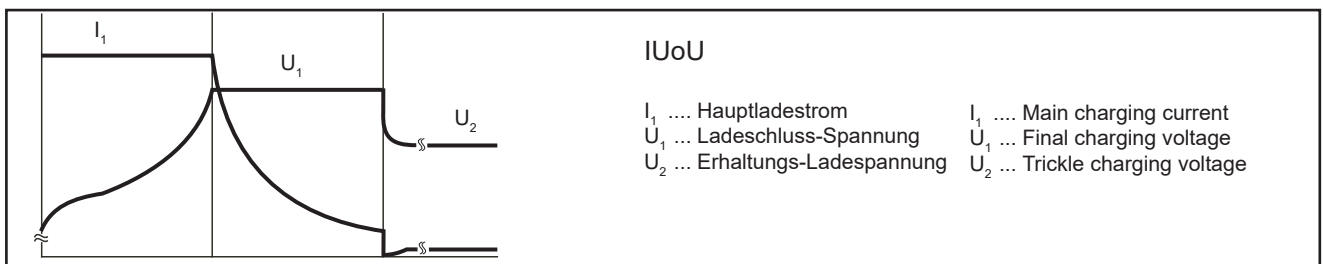 I₁
U₁
U₂
IUoU
I₁ .... Hauptladestrom
U₁ ... Ladeschluss-Spannung
U₂ ... Erhaltungs-Ladespannung
I₁ .... Main charging current
U₁ ... Final charging voltage
U₂ ... Trickle charging voltage